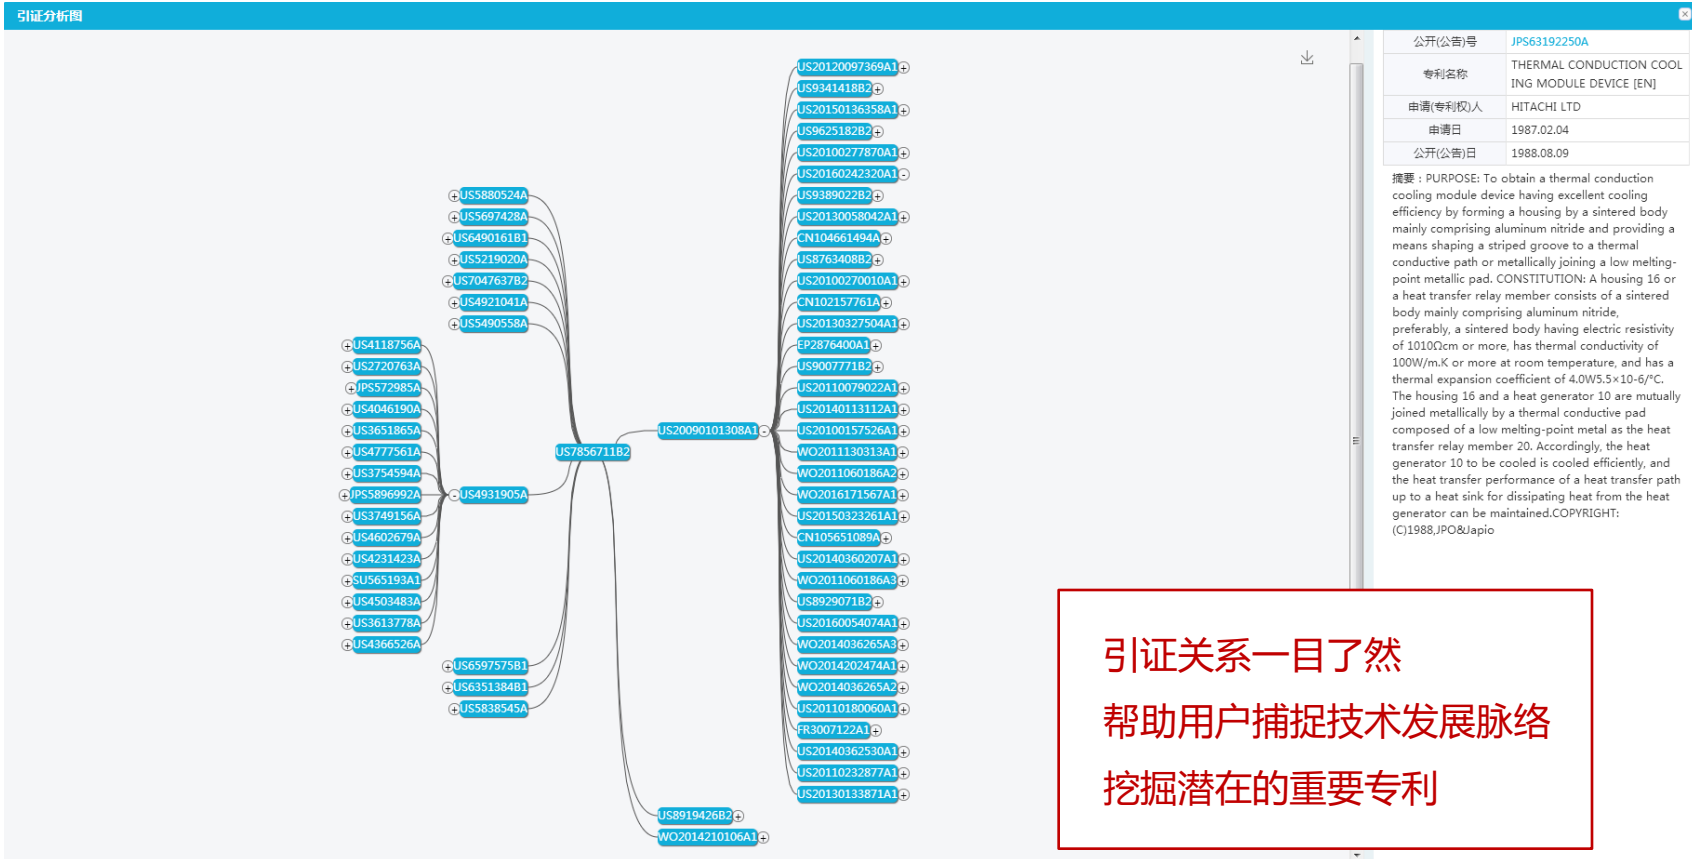 引证分析图
US20120097369A1
US9341418B2
US20150136358A1
US9625182B2
US20100277870A1
US20160242320A1
US9389022B2
US20130058042A1
CN104661494A
US8763408B2
US20100270010A1
CN102157761A
US20130327504A1
EP2876400A1
US9007771B2
US20110079022A1
US20140113112A1
US20100157526A1
WO2011130313A1
WO2011060186A2
WO2016171567A1
US20150323261A1
CN105651089A
US20140360207A1
WO2011060186A3
US8929071B2
US20160054074A1
WO2014036265A3
WO2014202474A1
WO2014036265A2
US20110180060A1
FR3007122A1
US20140362530A1
US20110232877A1
US20130133871A1
US5880524A
US5697428A
US6490161B1
US5219020A
US7047637B2
US4921041A
US5490558A
US4118756A
US2720763A
JPS572985A
US4046190A
US3651865A
US4777561A
US3754594A
JPS5896992A
US3749156A
US4602679A
US4231423A
SU565193A1
US4503483A
US3613778A
US4366526A
US4931905A
US7856711B2
US20090101308A1
US6597575B1
US6351384B1
US5838545A
US8919426B2
WO2014210106A1
公开(公告)号 JPS63192250A
专利名称 THERMAL CONDUCTION COOL
ING MODULE DEVICE [EN]
申请(专利权)人 HITACHI LTD
申请日 1987.02.04
公开(公告)日 1988.08.09
摘要：PURPOSE: To obtain a thermal conduction
cooling module device having excellent cooling
efficiency by forming a housing by a sintered body
mainly comprising aluminum nitride and providing a
means shaping a striped groove to a thermal
conductive path or metallically joining a low melting-
point metallic pad. CONSTITUTION: A housing 16 or
a heat transfer relay member consists of a sintered
body mainly comprising aluminum nitride,
preferably, a sintered body having electric resistivity
of 1010Ωcm or more, has thermal conductivity of
100W/m.K or more at room temperature, and has a
thermal expansion coefficient of 4.0W5.5×10-6/°C.
The housing 16 and a heat generator 10 are mutually
joined metallically by a thermal conductive pad
composed of a low melting-point metal as the heat
transfer relay member 20. Accordingly, the heat
generator 10 to be cooled is cooled efficiently, and
the heat transfer performance of a heat transfer path
up to a heat sink for dissipating heat from the heat
generator can be maintained.COPYRIGHT:
(C)1988,JPO&Japio
引证关系一目了然
帮助用户捕捉技术发展脉络
挖掘潜在的重要专利